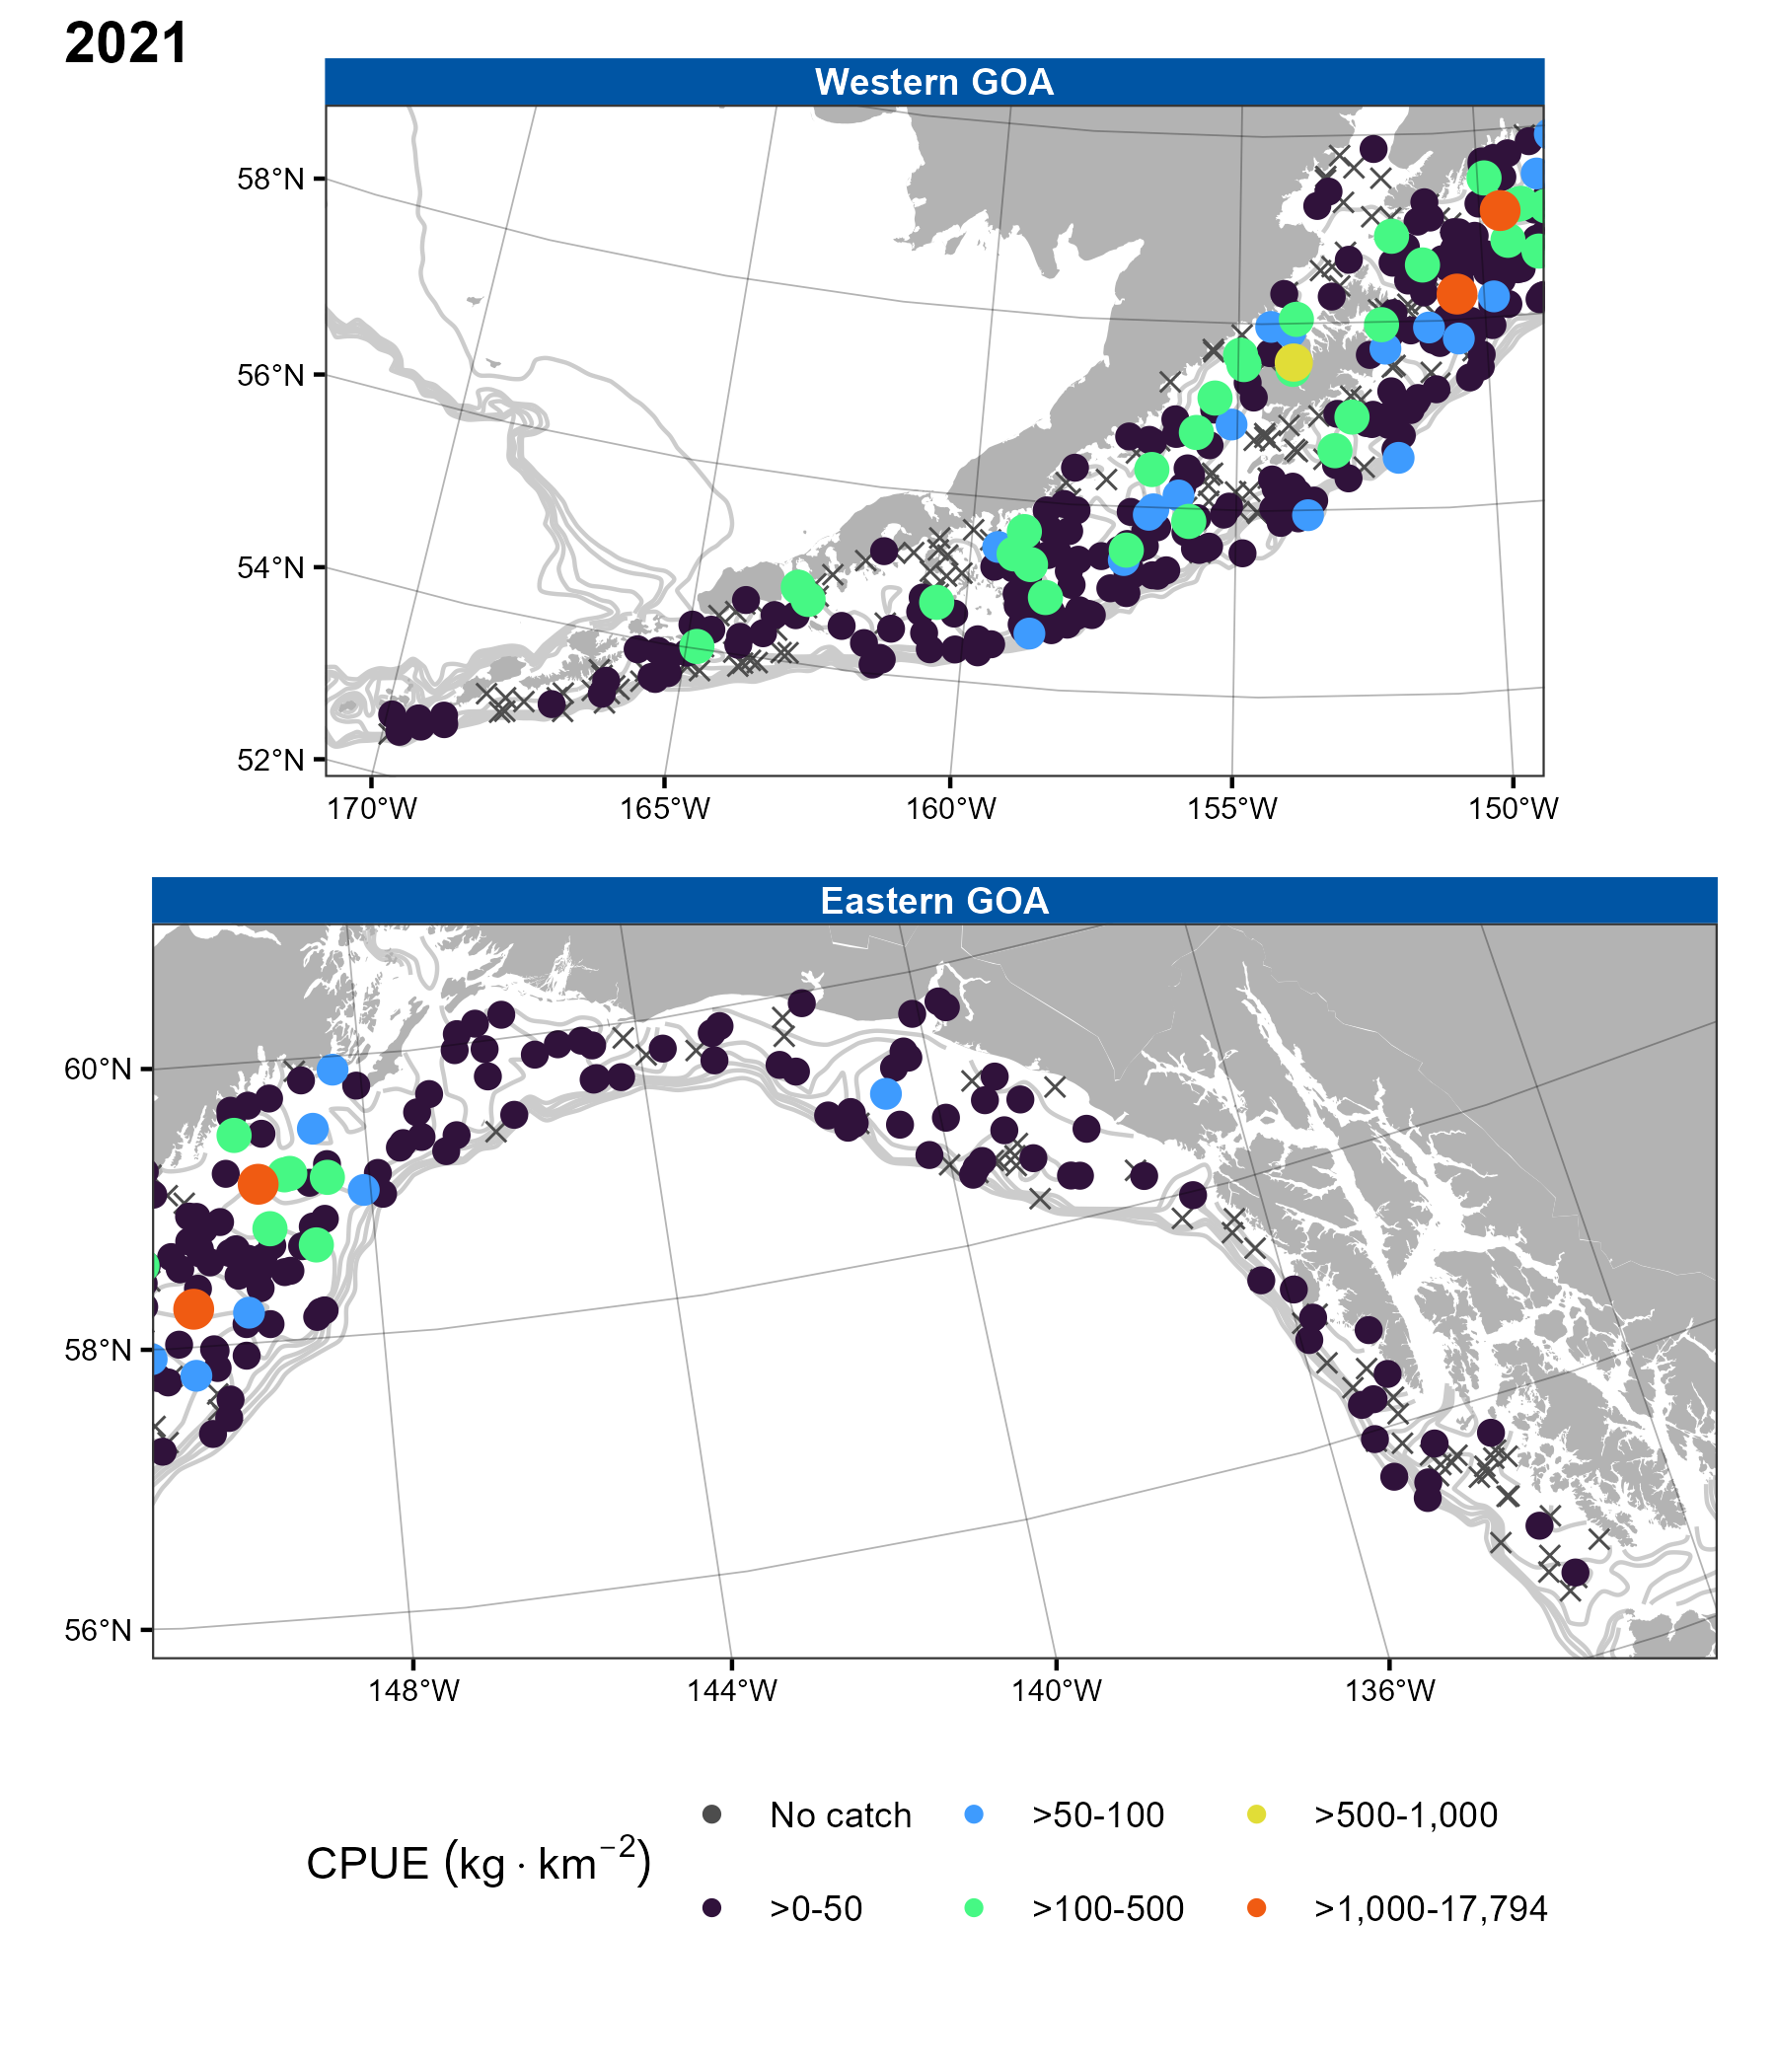 2021
Western GOA
58°N
56°N
54°N
52°N
170°W 165°W 160°W 155°W 150°W
Eastern GOA
60°N
58°N
56°N
148°W 144°W 140°W 136°W
CPUE (kg · km⁻²)
No catch >50-100 >500-1,000
>0-50 >100-500 >1,000-17,794